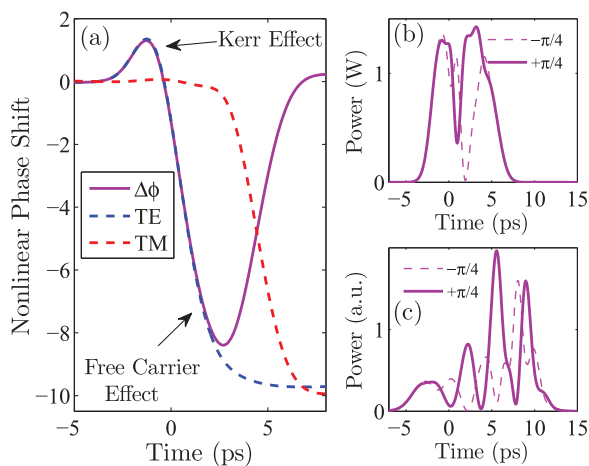 (a)
Kerr Effect
Free Carrier
Effect
Δϕ
TE
TM
2
0
−2
−4
−6
−8
−10
−5
0
5
Nonlinear Phase Shift
Time (ps)
(b)
−π/4
+π/4
1
0
−5
0
5
10
15
Power (W)
Time (ps)
(c)
−π/4
+π/4
1
0
−5
0
5
10
15
Power (a.u.)
Time (ps)